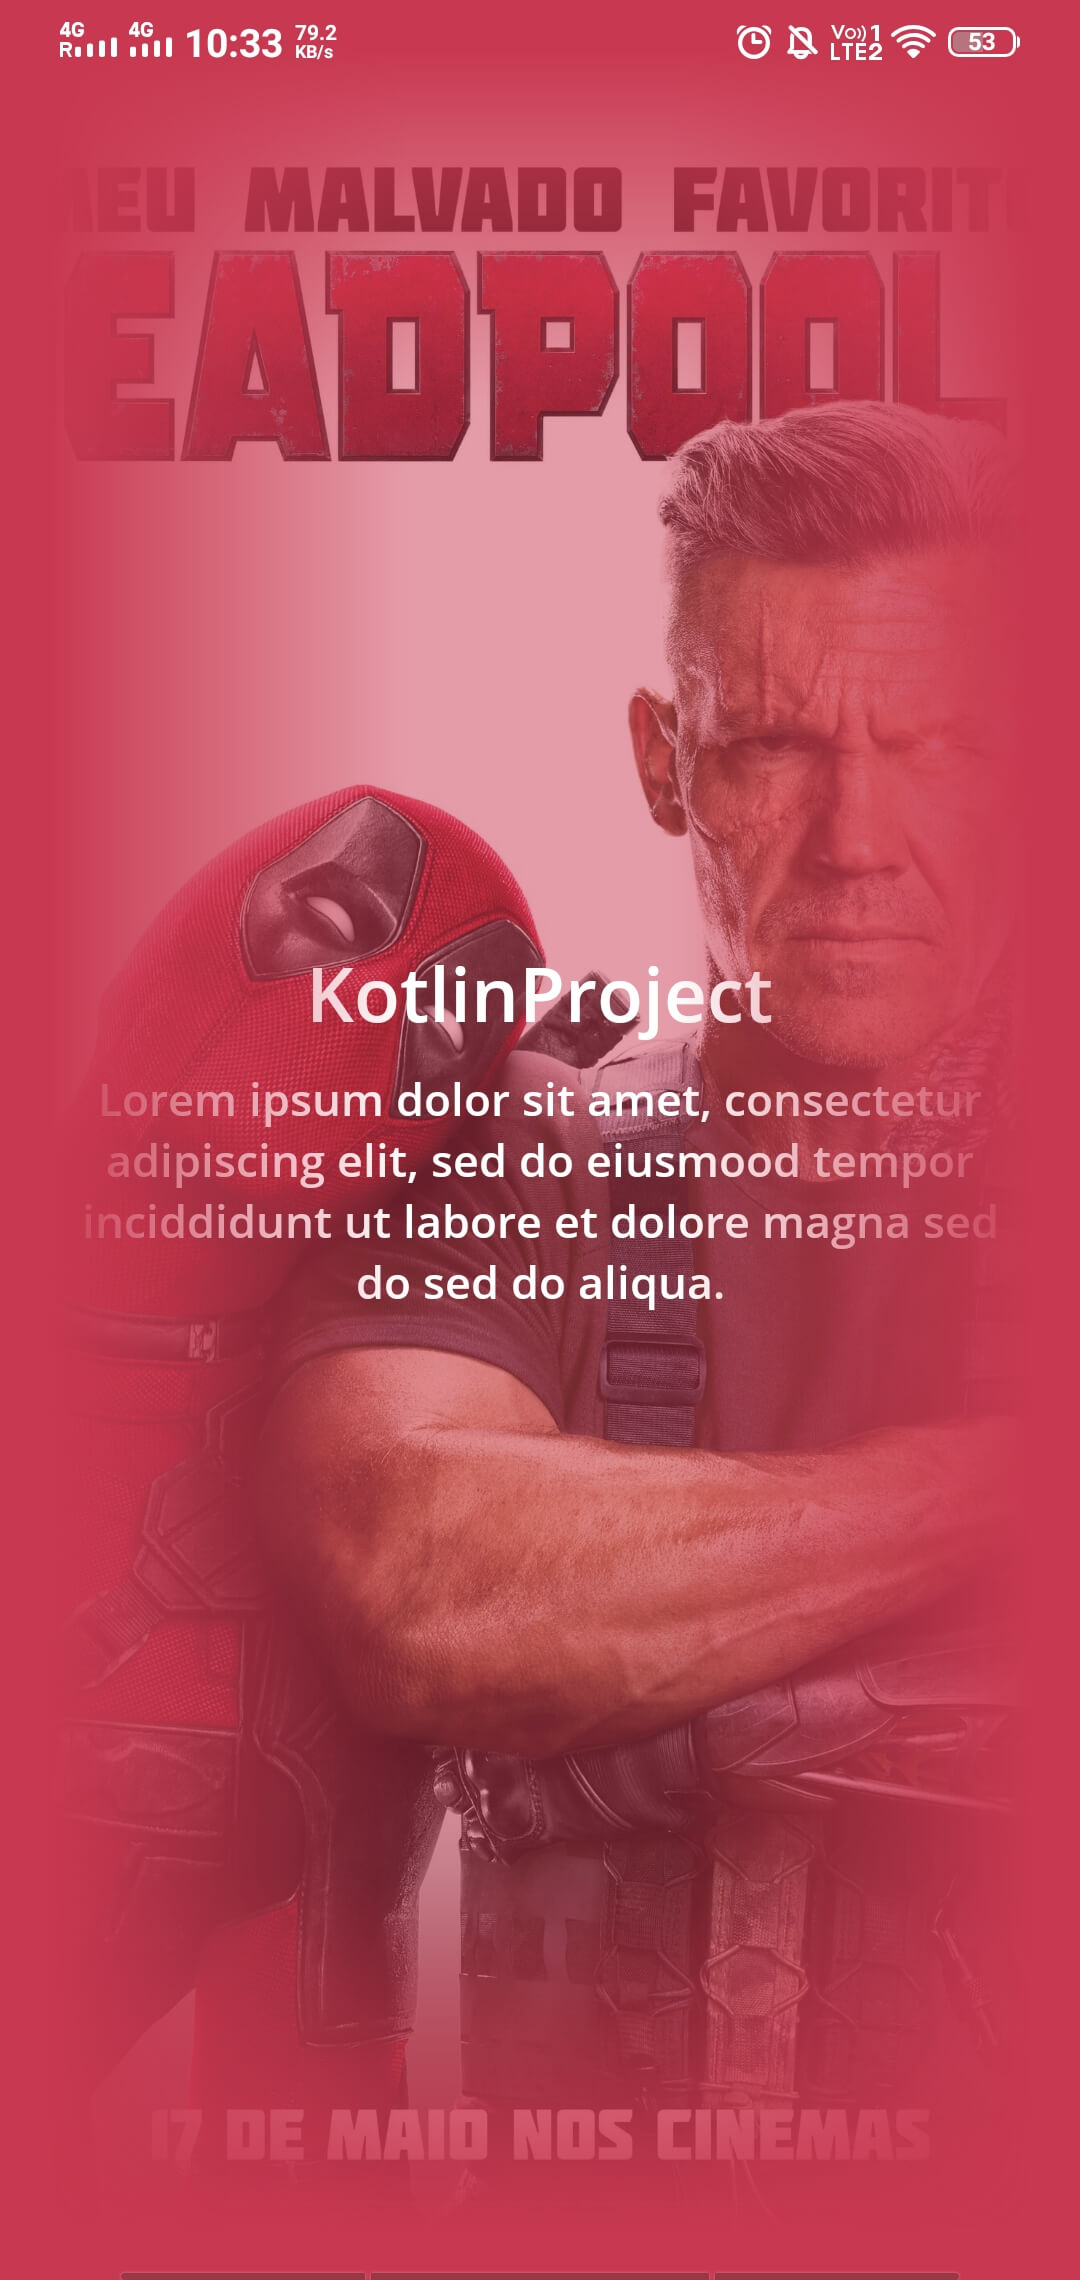 4G 4G 10:33 79.2
R KB/s
Vo)) 1
LTE2
53
MEU MALVADO FAVORITO
EADPOOL
KotlinProject
Lorem ipsum dolor sit amet, consectetur
adipiscing elit, sed do eiusmood tempor
inciddidunt ut labore et dolore magna sed
do sed do aliqua.
17 DE MAIO NOS CINEMAS